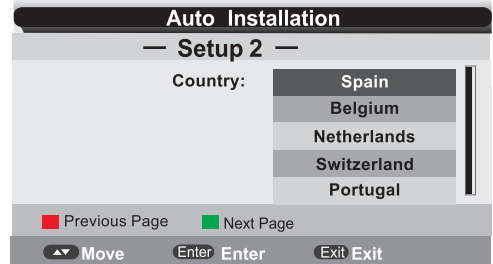 Auto Installation
— Setup 2 —
Country: Spain
Belgium
Netherlands
Switzerland
Portugal
Previous Page Next Page
Move Enter Enter Exit Exit